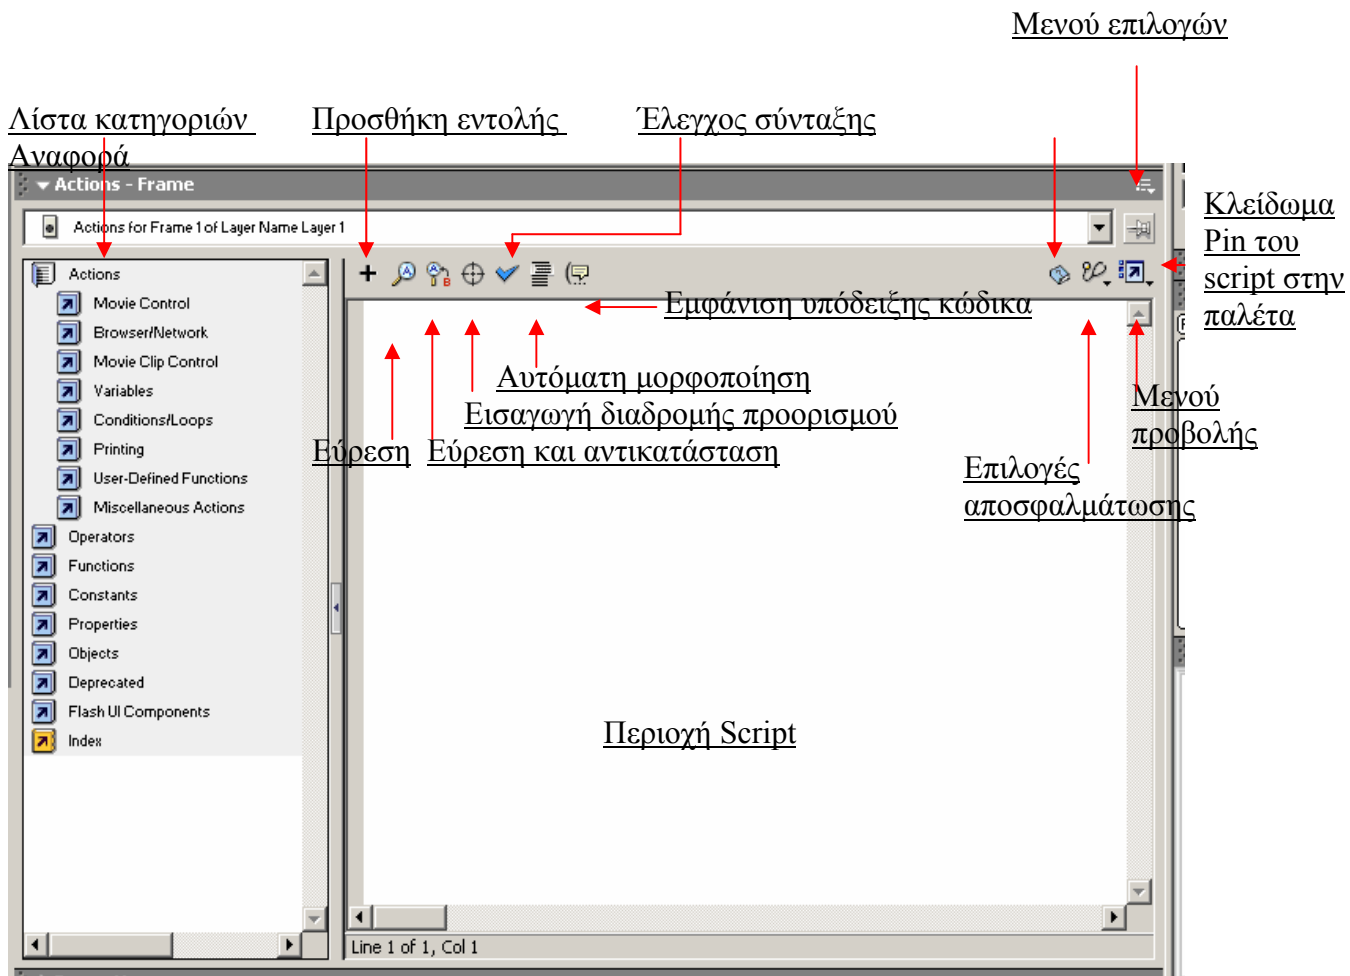 Μενού επιλογών
Λίστα κατηγοριών Προσθήκη εντολής Έλεγχος σύνταξης
Αναφορά
Actions - Frame
Actions for Frame 1 of Layer Name Layer 1
Κλείδωμα
Pin του
script στην
παλέτα
Actions
Movie Control
Browser/Network
Movie Clip Control
Variables
Conditions/Loops
Printing
User-Defined Functions
Miscellaneous Actions
Operators
Functions
Constants
Properties
Objects
Deprecated
Flash UI Components
Index
Εμφάνιση υπόδειξης κώδικα
Αυτόματη μορφοποίηση
Εισαγωγή διαδρομής προορισμού
Εύρεση Εύρεση και αντικατάσταση
Μενού
προβολής
Επιλογές
αποσφαλμάτωσης
Περιοχή Script
Line 1 of 1, Col 1